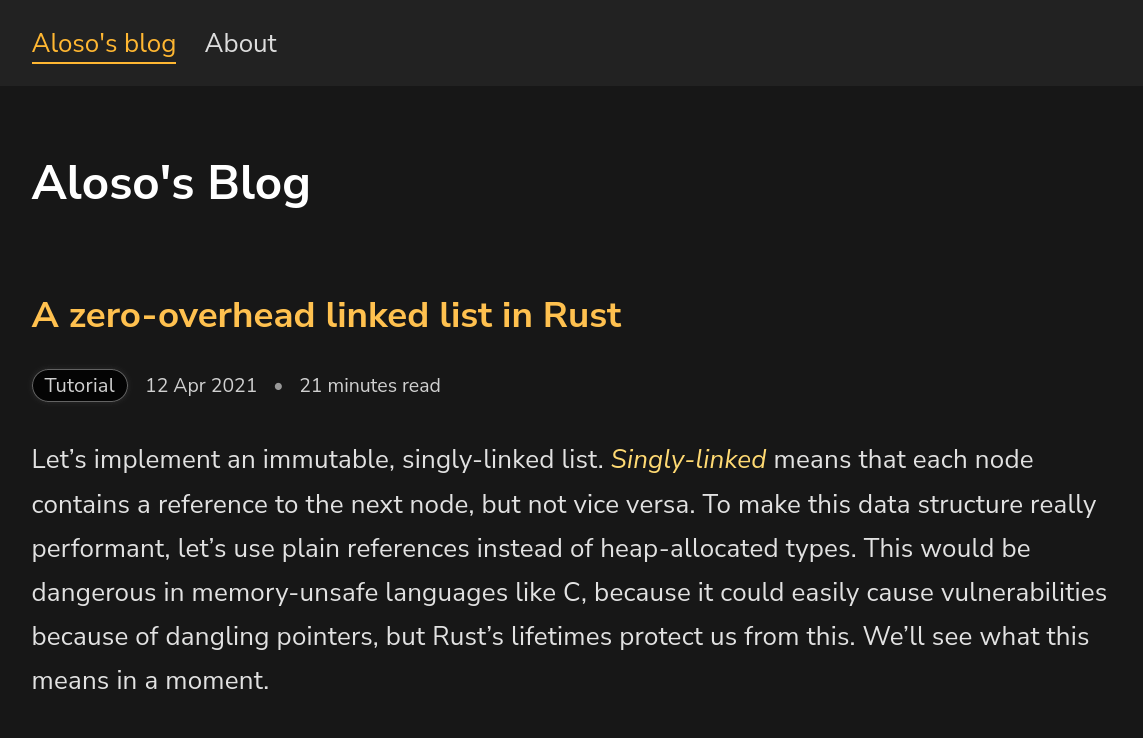 Aloso's blog About
Aloso's Blog
A zero-overhead linked list in Rust
Tutorial 12 Apr 2021 • 21 minutes read
Let’s implement an immutable, singly-linked list. Singly-linked means that each node
contains a reference to the next node, but not vice versa. To make this data structure really
performant, let’s use plain references instead of heap-allocated types. This would be
dangerous in memory-unsafe languages like C, because it could easily cause vulnerabilities
because of dangling pointers, but Rust’s lifetimes protect us from this. We’ll see what this
means in a moment.